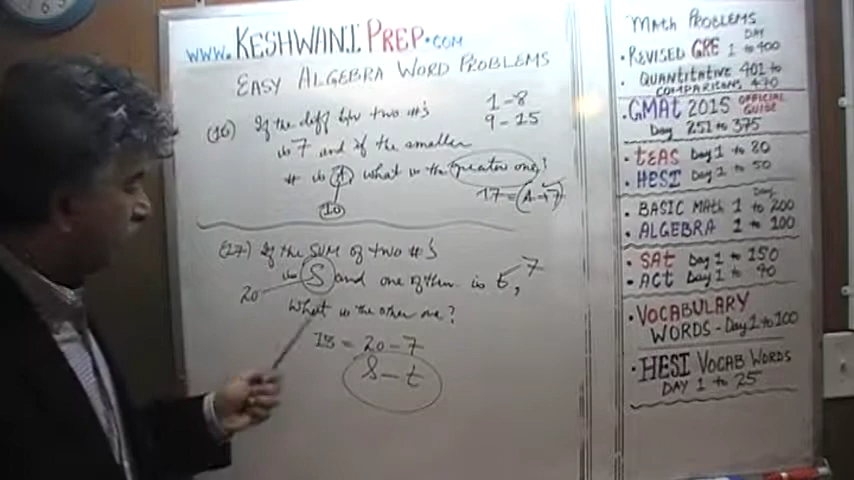 www.KESHWANIPREP.COM
EASY ALGEBRA WORD PROBLEMS
1-8
9-15
(16) If the diff b/w two #'s
is 7 and if the smaller
# is A, what is the greater one?
10
17 = A+7
(17) If the SUM of two #'s
is S and one of them is t, 7
20
What is the other one?
13 = 20-7
S-t
MATH PROBLEMS
DAY
• REVISED GRE 1 to 400
• QUANTITATIVE 401 to
COMPARISONS 470
• GMAt 2015 OFFICIAL GUIDE
Day 251 to 375
• tEAS Day 1 to 20
• HESI Day 1 to 50
Day
• BASIC MAth 1 to 200
• ALGEBRA 1 to 100
• SAt Day 1 to 150
• ACt Day 1 to 90
• VOCABULARY
WORDS - Day 1 to 100
• HESI VOCAB WORDS
DAY 1 to 25